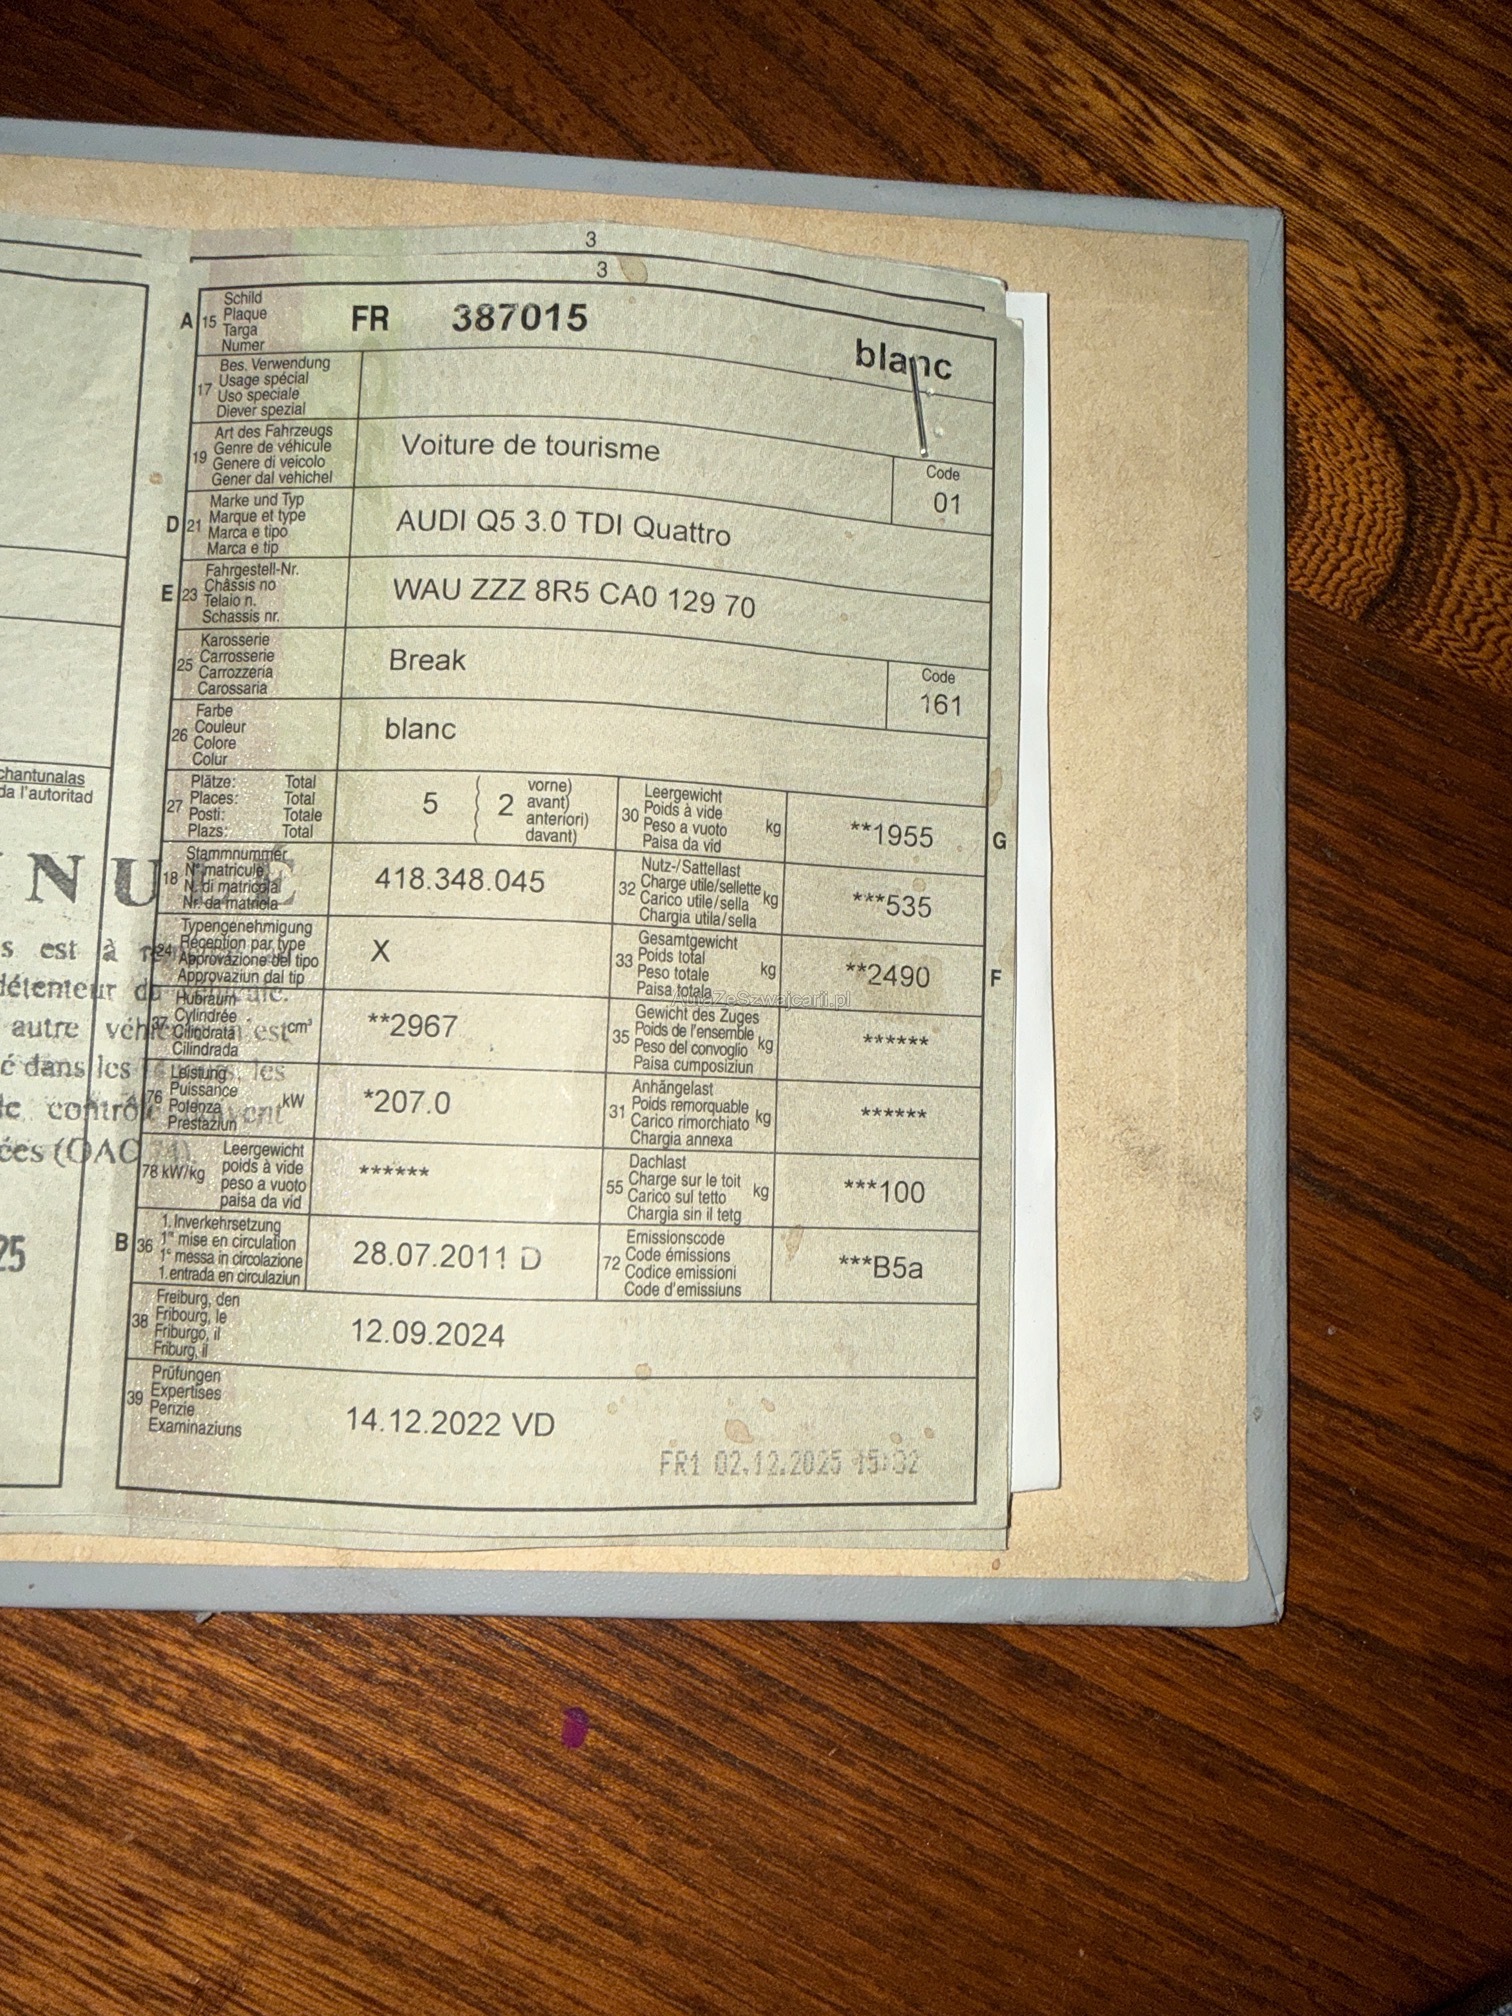 3
3
A 15 Schild
Plaque
Targa
Numer
FR 387015 blanc
17 Bes. Verwendung
Usage spécial
Uso speciale
Diever spezial
19 Art des Fahrzeugs
Genre de véhicule
Genere di veicolo
Gener dal vehichel
Voiture de tourisme
Code
01
D 21 Marke und Typ
Marque et type
Marca e tipo
Marca e tip
AUDI Q5 3.0 TDI Quattro
E 23 Fahrgestell-Nr.
Châssis no
Telaio n.
Schassis nr.
WAU ZZZ 8R5 CA0 129 70
25 Karosserie
Carrosserie
Carrozzeria
Carossaria
Break
Code
161
26 Farbe
Couleur
Colore
Colur
blanc
27 Plätze: Total
Places: Total
Posti: Totale
Plazs: Total
5 ( 2 vorne)
avant)
anteriori)
davant)
30 Leergewicht
Poids à vide
Peso a vuoto
Paisa da vid
kg
**1955
G
18 Stammnummer
N° matricule
N. di matricola
Nr. da matricla
418.348.045
32 Nutz-/Sattellast
Charge utile/sellette
Carico utile/sella
Chargia utila/sella
kg
***535
24 Typengenehmigung
Réception par type
Approvazione del tipo
Approvaziun dal tip
X
33 Gesamtgewicht
Poids total
Peso totale
Paisa totala
kg
**2490
F
AutaZeSzwajcarii.pl
37 Hubraum
Cylindrée
Cilindrata
Cilindrada
cm³
**2967
35 Gewicht des Zuges
Poids de l'ensemble
Peso del convoglio
Paisa cumposiziun
kg
******
76 Leistung
Puissance
Potenza
Prestaziun
kW
*207.0
31 Anhängelast
Poids remorquable
Carico rimorchiato
Chargia annexa
kg
******
78 kW/kg Leergewicht
poids à vide
peso a vuoto
paisa da vid
******
55 Dachlast
Charge sur le toit
Carico sul tetto
Chargia sin il tetg
kg
***100
B 36 1. Inverkehrsetzung
1re mise en circulation
1a messa in circolazione
1. entrada en circulaziun
28.07.2011 D
72 Emissionscode
Code émissions
Codice emissioni
Code d'emissiuns
***B5a
38 Freiburg, den
Fribourg, le
Friburgo, il
Friburg, il
12.09.2024
39 Prüfungen
Expertises
Perizie
Examinaziuns
14.12.2022 VD
FR1 02.12.2025 15:02
chantunalas
da l'autoritad
NULÉ
s est à
détenteur du véhicule.
autre véhicule est
é dans les les
le contrôle doivent
ées (OAC 74).
25